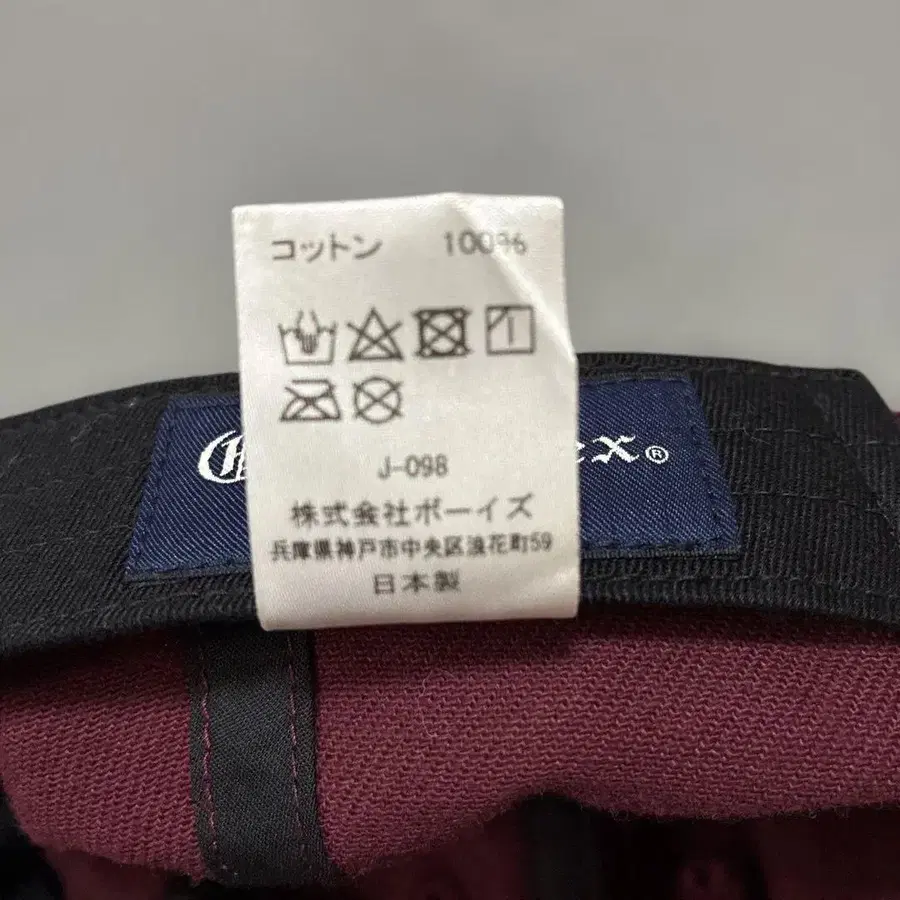 コットン 100%
J-098
株式会社ボーイズ
兵庫県神戸市中央区浪花町59
日本製